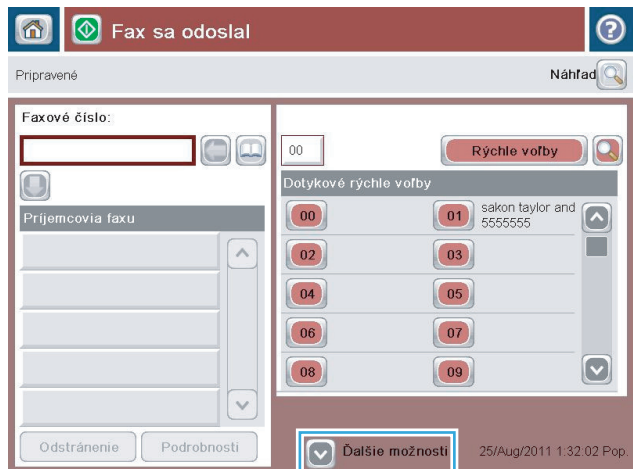 Fax sa odoslal
Pripravené
Náhľad
Faxové číslo:
00
Rýchle voľby
Dotykové rýchle voľby
Príjemcovia faxu
00
01
sakon taylor and
5555555
02
03
04
05
06
07
08
09
Odstránenie
Podrobnosti
Ďalšie možnosti
25/Aug/2011 1:32:02 Pop.